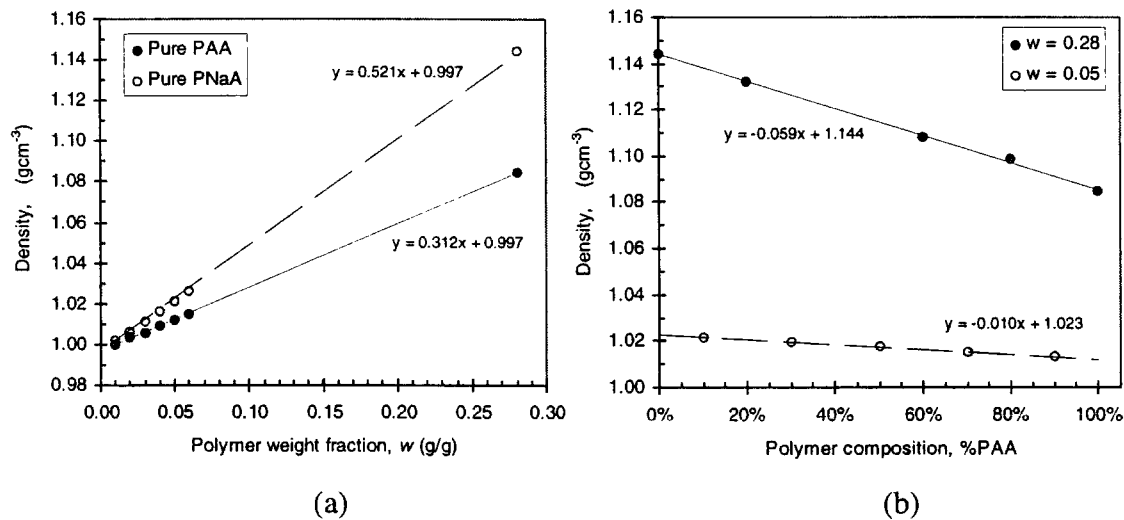 1.16
1.14
1.12
1.10
1.08
1.06
1.04
1.02
1.00
0.98
Density, (gcm⁻³)
Pure PAA
Pure PNaA
y = 0.521x + 0.997
y = 0.312x + 0.997
0.00 0.05 0.10 0.15 0.20 0.25 0.30
Polymer weight fraction, w (g/g)
(a)
1.16
1.14
1.12
1.10
1.08
1.06
1.04
1.02
1.00
Density, (gcm⁻³)
w = 0.28
w = 0.05
y = -0.059x + 1.144
y = -0.010x + 1.023
0% 20% 40% 60% 80% 100%
Polymer composition, %PAA
(b)